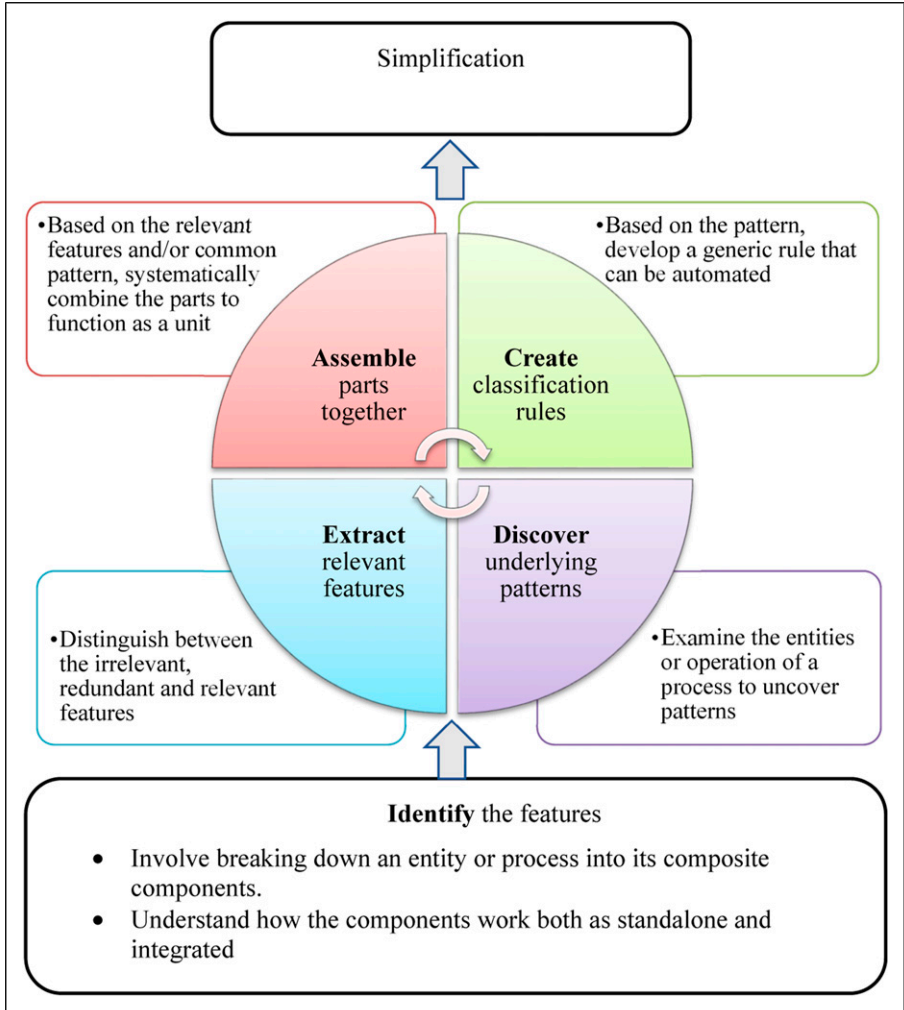 Simplification
•Based on the relevant
features and/or common
pattern, systematically
combine the parts to
function as a unit
•Based on the pattern,
develop a generic rule that
can be automated
Assemble
parts
together
Create
classification
rules
Extract
relevant
features
Discover
underlying
patterns
•Distinguish between
the irrelevant,
redundant and relevant
features
•Examine the entities
or operation of a
process to uncover
patterns
Identify the features
• Involve breaking down an entity or process into its composite
components.
• Understand how the components work both as standalone and
integrated